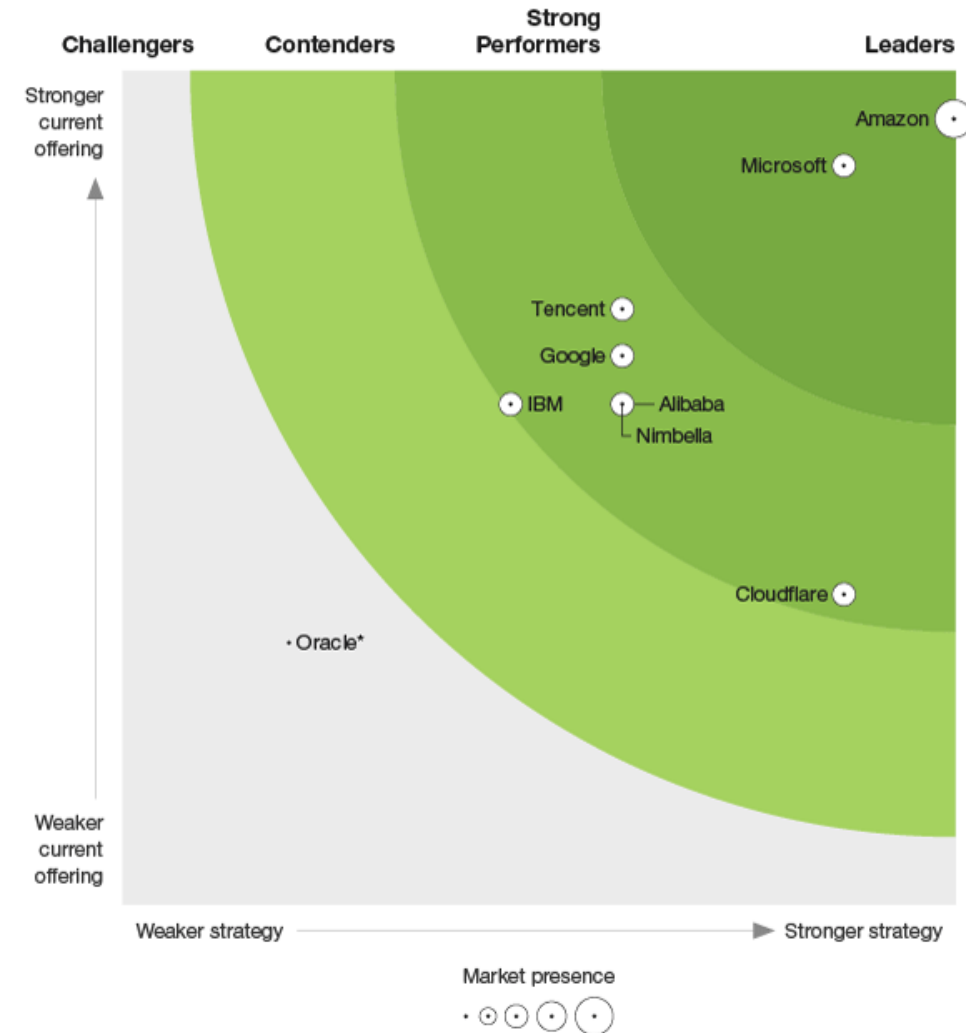 Challengers
Contenders
Strong
Performers
Leaders
Stronger
current
offering
Amazon
Microsoft
Tencent
Google
IBM
Alibaba
Nimbella
Cloudflare
Oracle*
Weaker
current
offering
Weaker strategy
Stronger strategy
Market presence